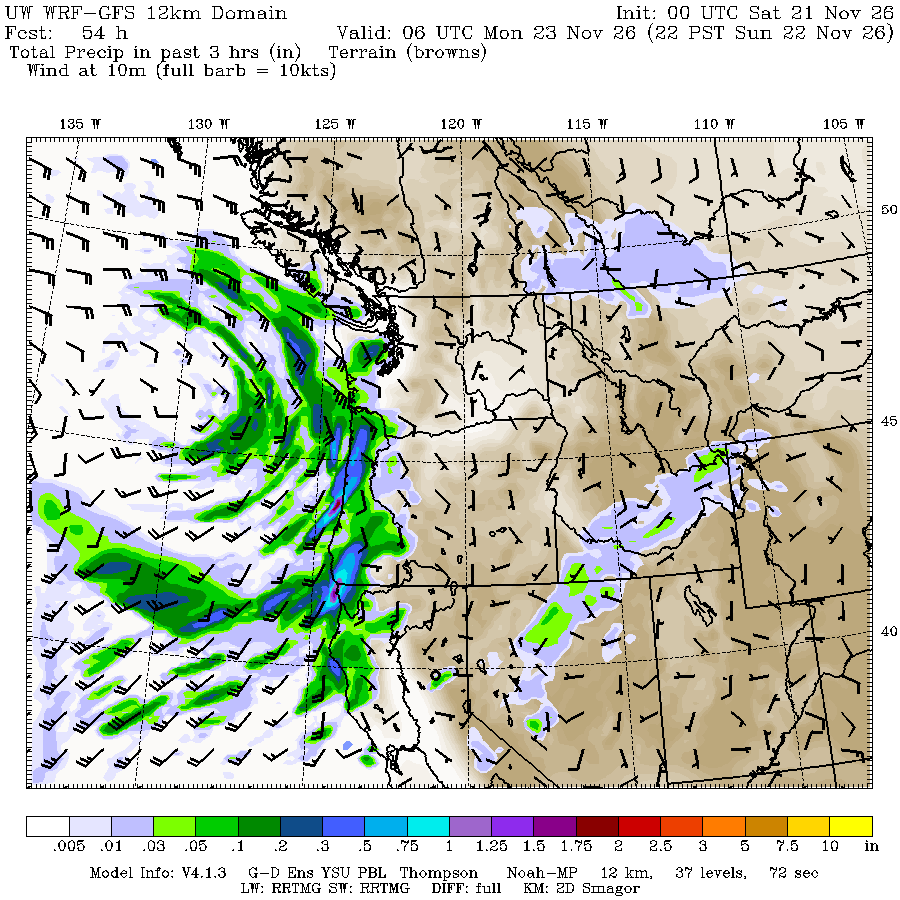 UW WRF-GFS 12km Domain Init: 00 UTC Sat 21 Nov 26
Fcst: 54 h Valid: 06 UTC Mon 23 Nov 26 (22 PST Sun 22 Nov 26)
Total Precip in past 3 hrs (in) Terrain (browns)
Wind at 10m (full barb = 10kts)
135 W 130 W 125 W 120 W 115 W 110 W 105 W
50
45
40
.005 .01 .03 .05 .1 .2 .3 .5 .75 1 1.25 1.5 1.75 2 2.5 3 5 7.5 10 in
Model Info: V4.1.3 G-D Ens YSU PBL Thompson Noah-MP 12 km, 37 levels, 72 sec
LW: RRTMG SW: RRTMG DIFF: full KM: 2D Smagor